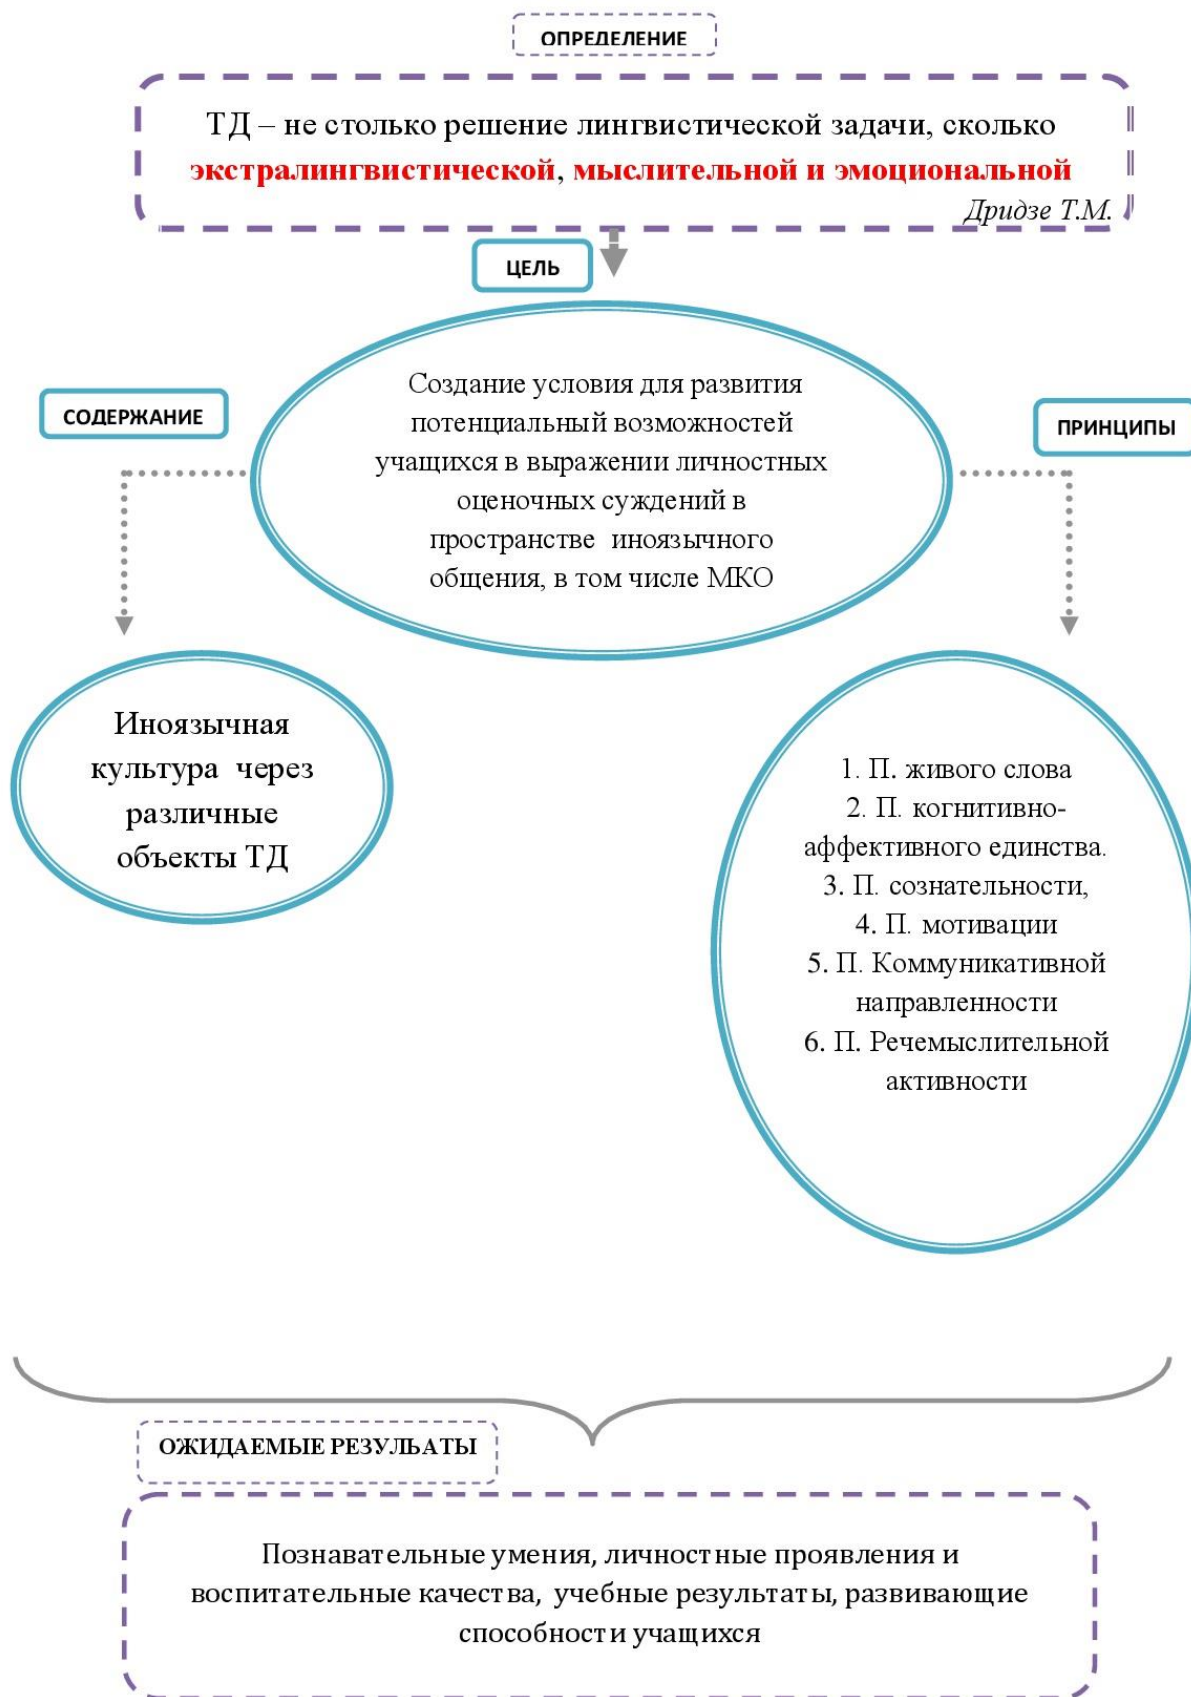 ОПРЕДЕЛЕНИЕ
ТД – не столько решение лингвистической задачи, сколько
экстралингвистической, мыслительной и эмоциональной
Дридзе Т.М.
ЦЕЛЬ
Создание условия для развития
потенциальный возможностей
учащихся в выражении личностных
оценочных суждений в
пространстве иноязычного
общения, в том числе МКО
СОДЕРЖАНИЕ
ПРИНЦИПЫ
Иноязычная
культура через
различные
объекты ТД
1. П. живого слова
2. П. когнитивно-
аффективного единства.
3. П. сознательности,
4. П. мотивации
5. П. Коммуникативной
направленности
6. П. Речемыслительной
активности
ОЖИДАЕМЫЕ РЕЗУЛЬАТЫ
Познавательные умения, личностные проявления и
воспитательные качества, учебные результаты, развивающие
способности учащихся